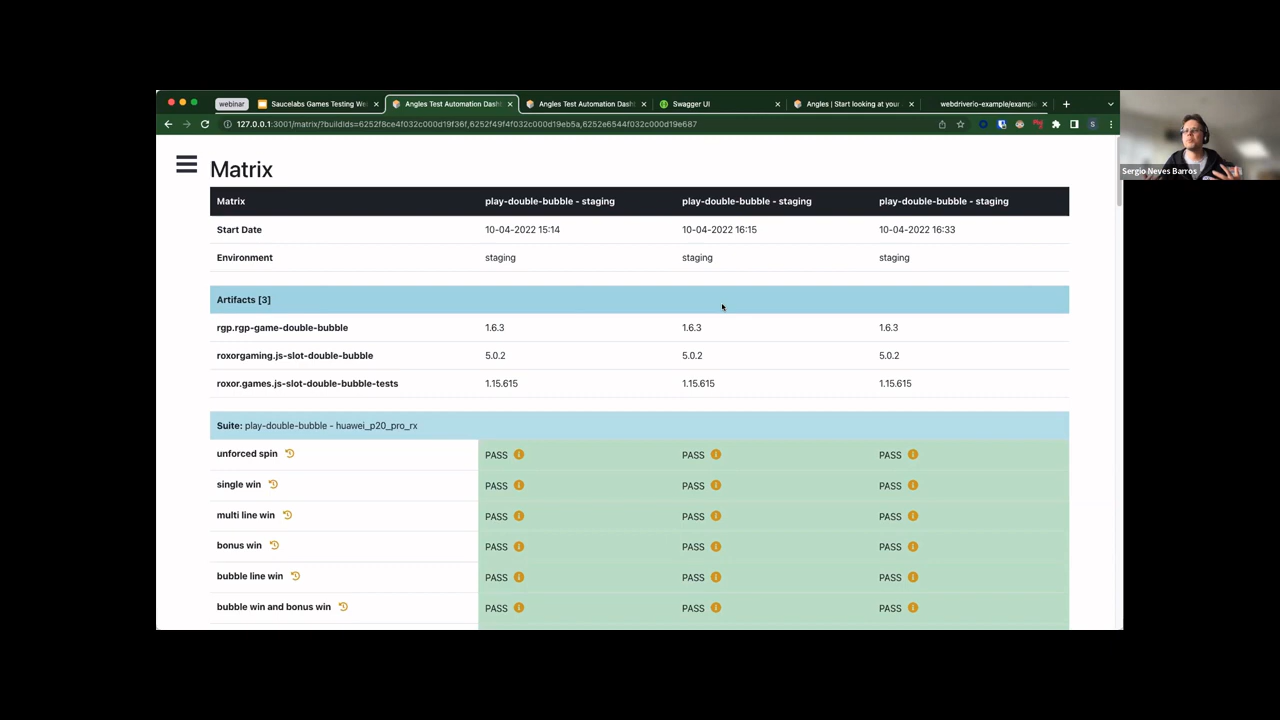 webinar Saucelabs Games Testing We Angles Test Automation Dash Angles Test Automation Dash Swagger UI Angles | Start looking at your webdriverio-example/exampl
127.0.0.1:3001/matrix/?buildIds=6252f8ce4f032c000d19f36f,6252f49f4f032c000d19eb5a,6252e6544f032c000d19e687
S
Sergio Neves Barros
Matrix
Matrix play-double-bubble - staging play-double-bubble - staging play-double-bubble - staging
Start Date 10-04-2022 15:14 10-04-2022 16:15 10-04-2022 16:33
Environment staging staging staging
Artifacts [3]
rgp.rgp-game-double-bubble 1.6.3 1.6.3 1.6.3
roxorgaming.js-slot-double-bubble 5.0.2 5.0.2 5.0.2
roxor.games.js-slot-double-bubble-tests 1.15.615 1.15.615 1.15.615
Suite: play-double-bubble - huawei_p20_pro_rx
unforced spin PASS PASS PASS
single win PASS PASS PASS
multi line win PASS PASS PASS
bonus win PASS PASS PASS
bubble line win PASS PASS PASS
bubble win and bonus win PASS PASS PASS